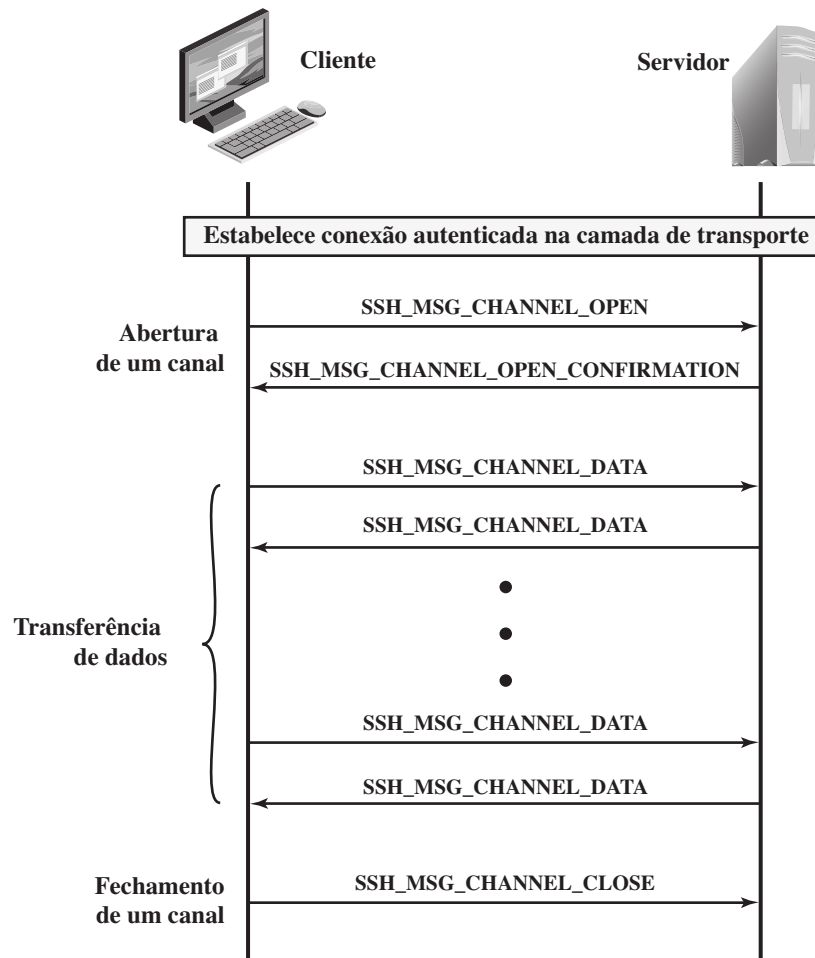 Cliente
Servidor
Estabelece conexão autenticada na camada de transporte
SSH_MSG_CHANNEL_OPEN
Abertura
de um canal
SSH_MSG_CHANNEL_OPEN_CONFIRMATION
SSH_MSG_CHANNEL_DATA
SSH_MSG_CHANNEL_DATA
Transferência
de dados
SSH_MSG_CHANNEL_DATA
SSH_MSG_CHANNEL_DATA
Fechamento
de um canal
SSH_MSG_CHANNEL_CLOSE